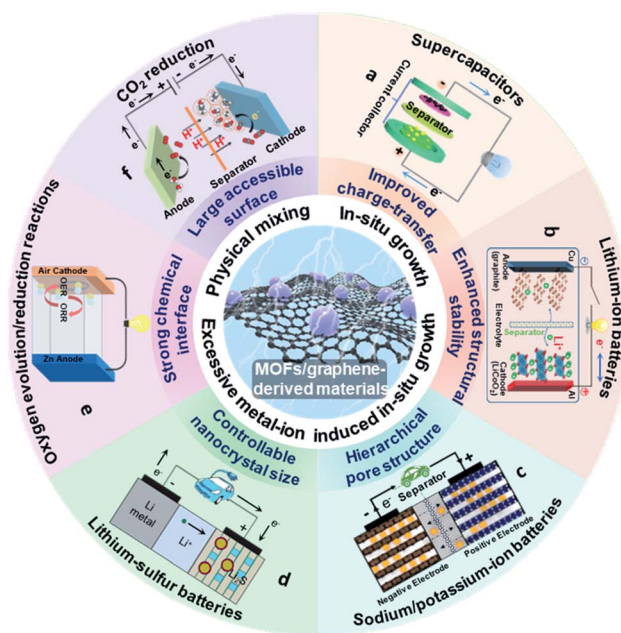 Supercapacitors
a
Current collector
-
Separator
+
e-
e-
Improved
charge-transfer
Lithium-ion batteries
b
Cu
Anode
(graphite)
Electrolyte
Separator
Li+
e-
Cathode
(LiCoO2)
Al
Enhanced structural
stability
Sodium/potassium-ion batteries
c
-
e-
Separator
+
Negative Electrode
Positive Electrode
Hierarchical
pore structure
Lithium-sulfur batteries
d
e-
-
+
e-
Li
metal
Li+
Li2S
Controllable
nanocrystal size
Oxygen evolution/reduction reactions
e
Air Cathode
OER
ORR
Zn Anode
Strong chemical
interface
CO2 reduction
f
e-
e-
+
-
e-
e-
H+
H+
H+
H+
e-
e-
Anode
Separator
Cathode
Large accessible
surface
Physical mixing
In-situ growth
Excessive metal-ion induced in-situ growth
MOFs/graphene-
derived materials